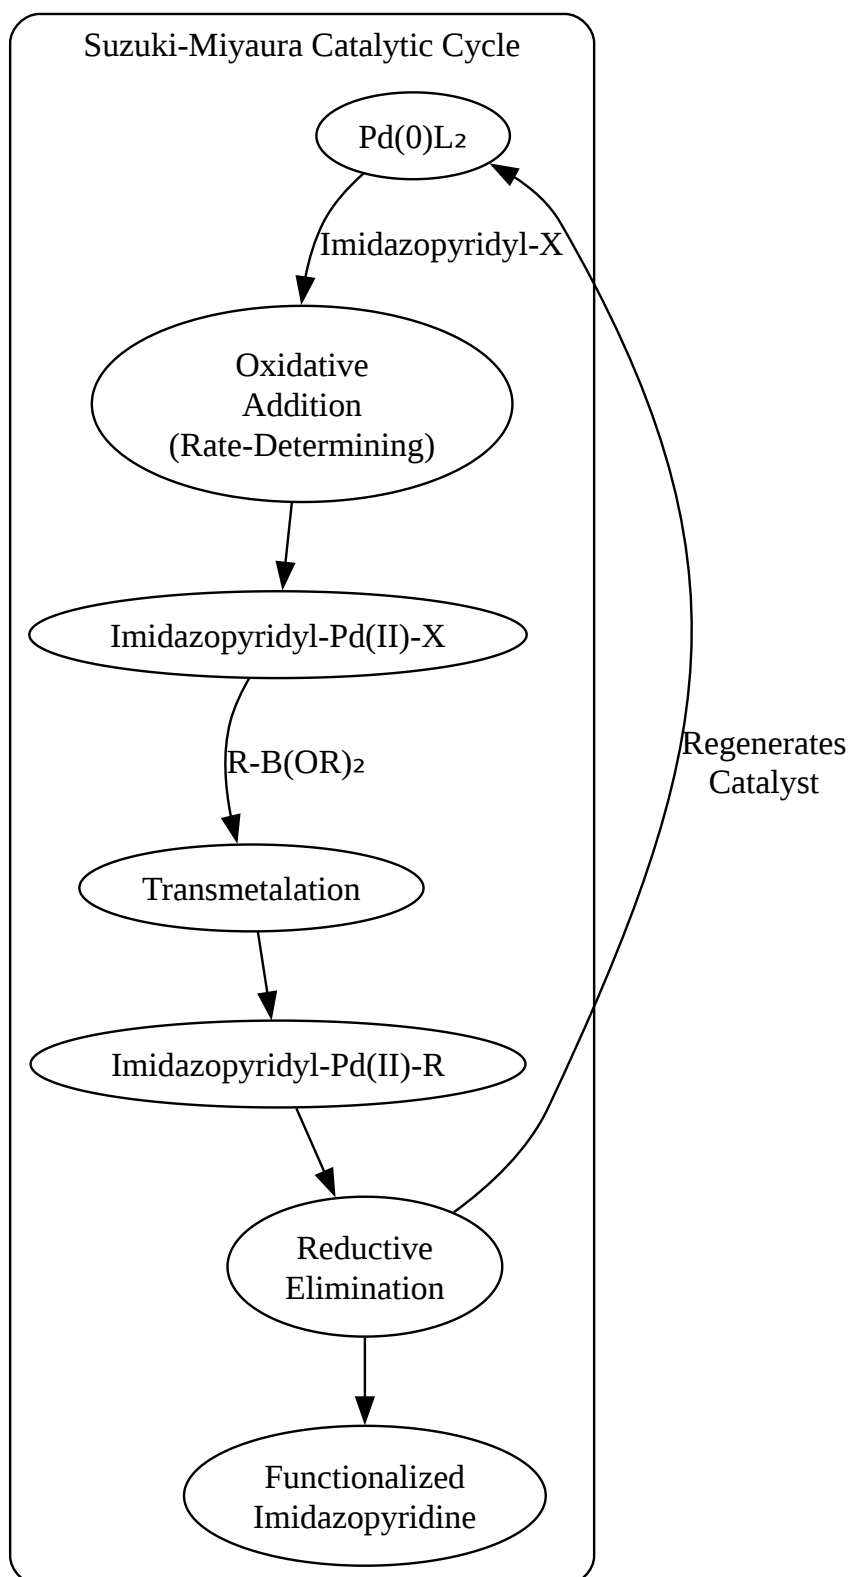 Suzuki-Miyaura Catalytic Cycle
Pd(0)L₂
Imidazopyridyl-X
Oxidative
Addition
(Rate-Determining)
Imidazopyridyl-Pd(II)-X
R-B(OR)₂
Regenerates
Catalyst
Transmetalation
Imidazopyridyl-Pd(II)-R
Reductive
Elimination
Functionalized
Imidazopyridine